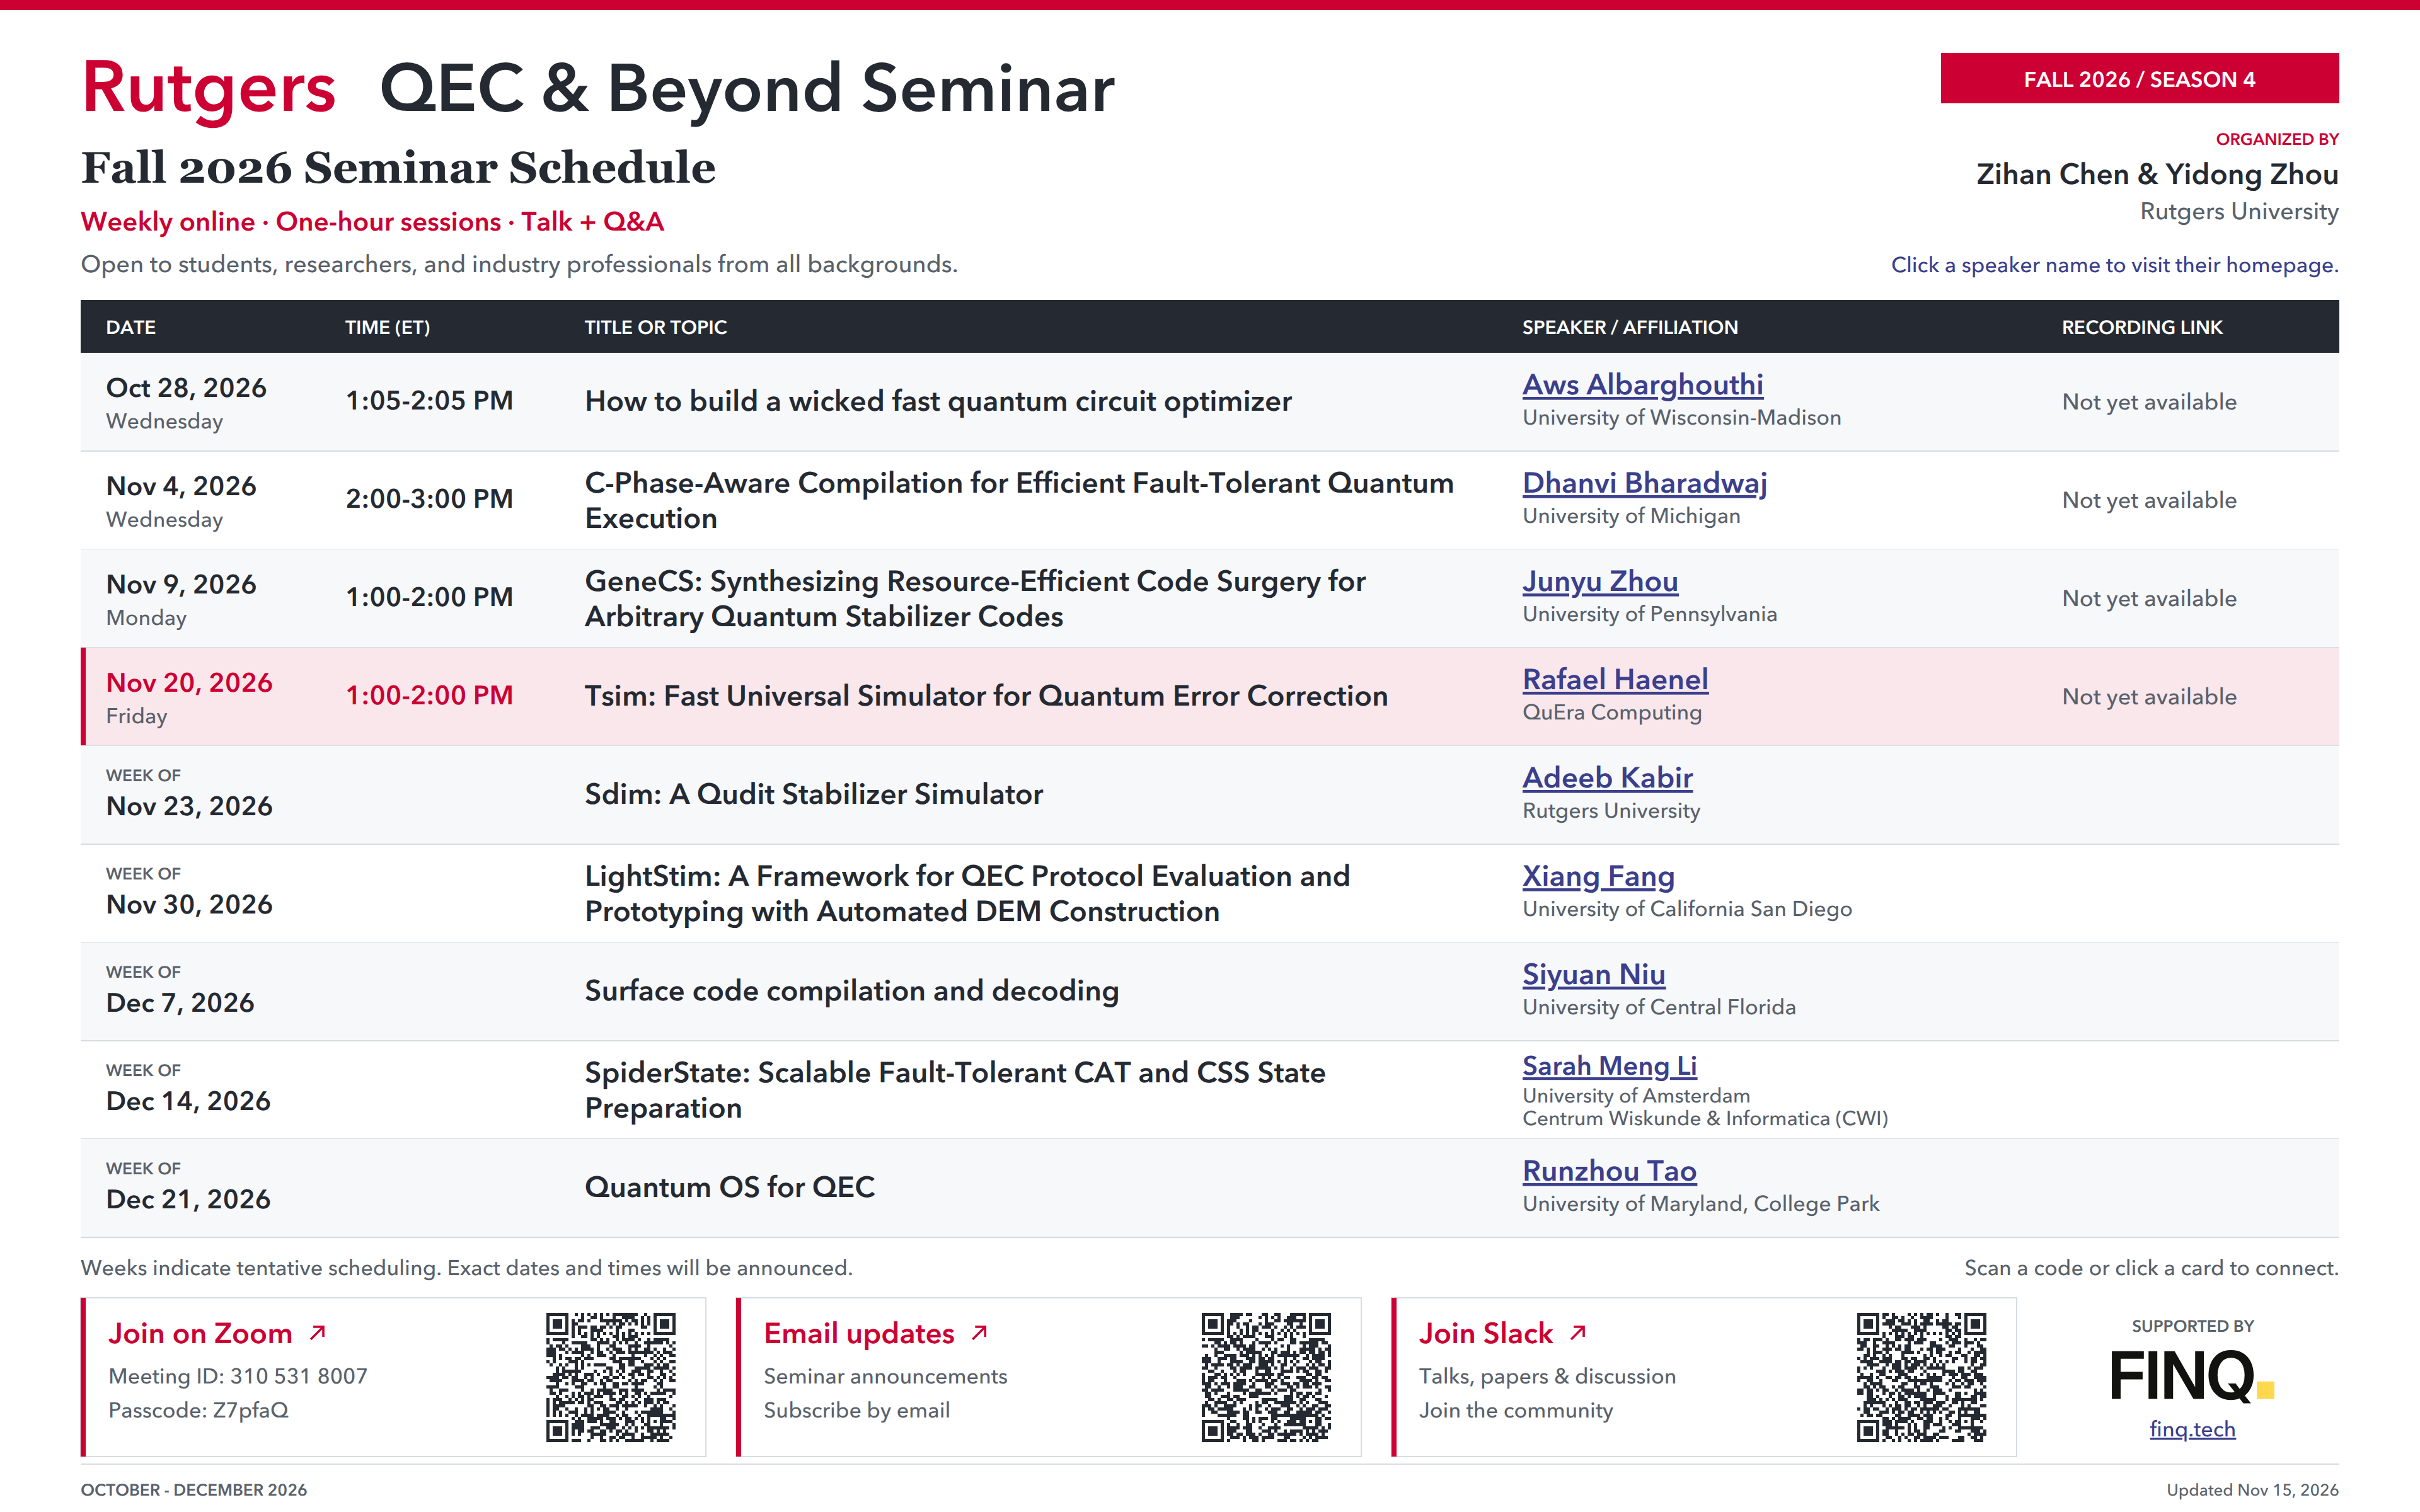 Rutgers QEC & Beyond Seminar
FALL 2026 / SEASON 4
Fall 2026 Seminar Schedule
Weekly online · One-hour sessions · Talk + Q&A
Open to students, researchers, and industry professionals from all backgrounds.
ORGANIZED BY
Zihan Chen & Yidong Zhou
Rutgers University
Click a speaker name to visit their homepage.
DATE TIME (ET) TITLE OR TOPIC SPEAKER / AFFILIATION RECORDING LINK
Oct 28, 2026
Wednesday
1:05-2:05 PM
How to build a wicked fast quantum circuit optimizer
Aws Albarghouthi
University of Wisconsin-Madison
Not yet available
Nov 4, 2026
Wednesday
2:00-3:00 PM
C-Phase-Aware Compilation for Efficient Fault-Tolerant Quantum
Execution
Dhanvi Bharadwaj
University of Michigan
Not yet available
Nov 9, 2026
Monday
1:00-2:00 PM
GeneCS: Synthesizing Resource-Efficient Code Surgery for
Arbitrary Quantum Stabilizer Codes
Junyu Zhou
University of Pennsylvania
Not yet available
Nov 20, 2026
Friday
1:00-2:00 PM
Tsim: Fast Universal Simulator for Quantum Error Correction
Rafael Haenel
QuEra Computing
Not yet available
WEEK OF
Nov 23, 2026
Sdim: A Qudit Stabilizer Simulator
Adeeb Kabir
Rutgers University
WEEK OF
Nov 30, 2026
LightStim: A Framework for QEC Protocol Evaluation and
Prototyping with Automated DEM Construction
Xiang Fang
University of California San Diego
WEEK OF
Dec 7, 2026
Surface code compilation and decoding
Siyuan Niu
University of Central Florida
WEEK OF
Dec 14, 2026
SpiderState: Scalable Fault-Tolerant CAT and CSS State
Preparation
Sarah Meng Li
University of Amsterdam
Centrum Wiskunde & Informatica (CWI)
WEEK OF
Dec 21, 2026
Quantum OS for QEC
Runzhou Tao
University of Maryland, College Park
Weeks indicate tentative scheduling. Exact dates and times will be announced.
Scan a code or click a card to connect.
Join on Zoom ↗
Meeting ID: 310 531 8007
Passcode: Z7pfaQ
Email updates ↗
Seminar announcements
Subscribe by email
Join Slack ↗
Talks, papers & discussion
Join the community
SUPPORTED BY
FINQ.
finq.tech
OCTOBER - DECEMBER 2026
Updated Nov 15, 2026